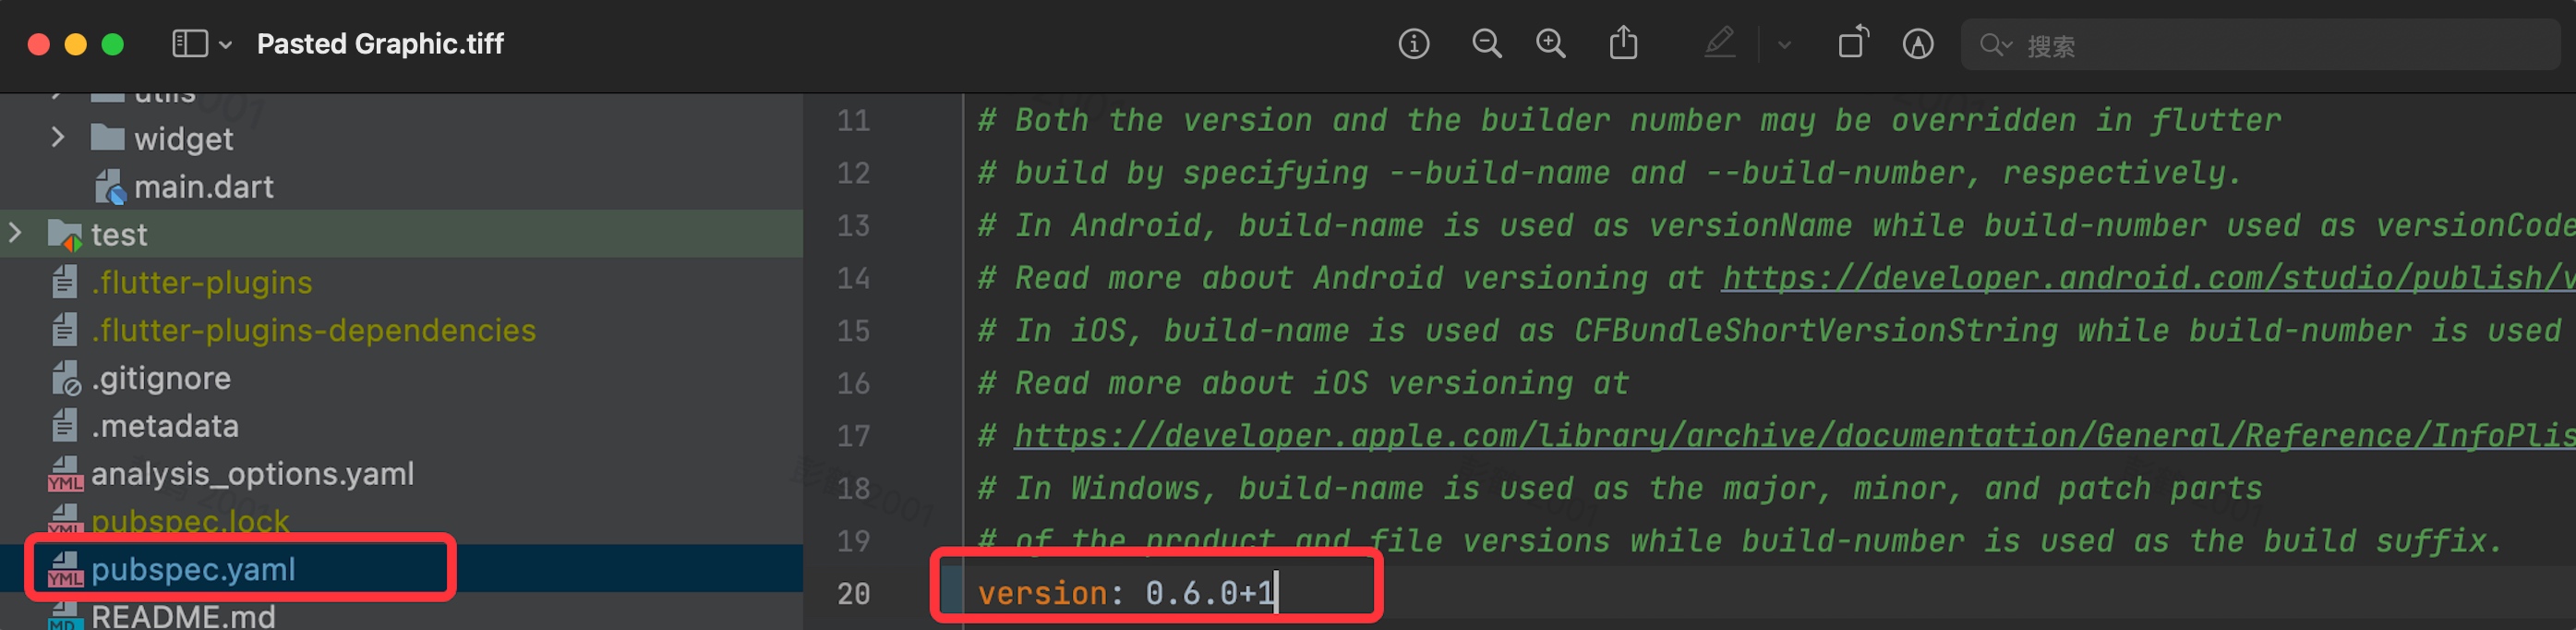 Pasted Graphic.tiff
搜索
utils
widget
main.dart
test
.flutter-plugins
.flutter-plugins-dependencies
.gitignore
.metadata
analysis_options.yaml
pubspec.lock
pubspec.yaml
README.md
11 # Both the version and the builder number may be overridden in flutter
12 # build by specifying --build-name and --build-number, respectively.
13 # In Android, build-name is used as versionName while build-number used as versionCode
14 # Read more about Android versioning at https://developer.android.com/studio/publish/v
15 # In iOS, build-name is used as CFBundleShortVersionString while build-number is used
16 # Read more about iOS versioning at
17 # https://developer.apple.com/library/archive/documentation/General/Reference/InfoPlis
18 # In Windows, build-name is used as the major, minor, and patch parts
19 # of the product and file versions while build-number is used as the build suffix.
20 version: 0.6.0+1